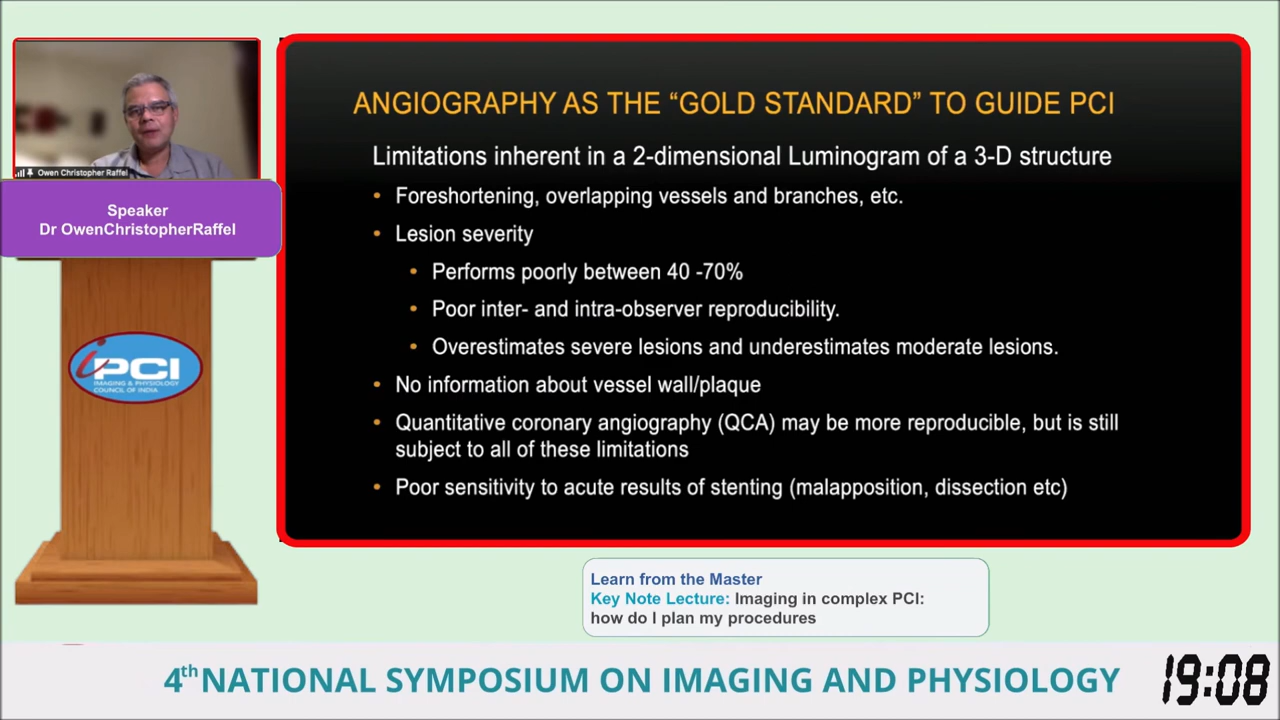 Owen Christopher Raffel
Speaker
Dr OwenChristopherRaffel
iPCI
IMAGING & PHYSIOLOGY
COUNCIL OF INDIA
ANGIOGRAPHY AS THE “GOLD STANDARD” TO GUIDE PCI
Limitations inherent in a 2-dimensional Luminogram of a 3-D structure
• Foreshortening, overlapping vessels and branches, etc.
• Lesion severity
• Performs poorly between 40 -70%
• Poor inter- and intra-observer reproducibility.
• Overestimates severe lesions and underestimates moderate lesions.
• No information about vessel wall/plaque
• Quantitative coronary angiography (QCA) may be more reproducible, but is still
subject to all of these limitations
• Poor sensitivity to acute results of stenting (malapposition, dissection etc)
Learn from the Master
Key Note Lecture: Imaging in complex PCI:
how do I plan my procedures
4th NATIONAL SYMPOSIUM ON IMAGING AND PHYSIOLOGY
19:08